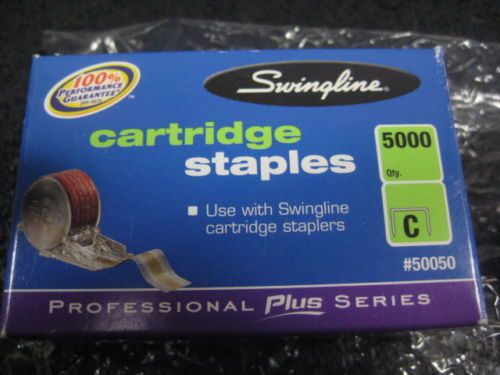 100%
PERFORMANCE
GUARANTEE
Swingline®
cartridge
staples
5000
Qty.
Use with Swingline
cartridge staplers
C
#50050
PROFESSIONAL Plus SERIES